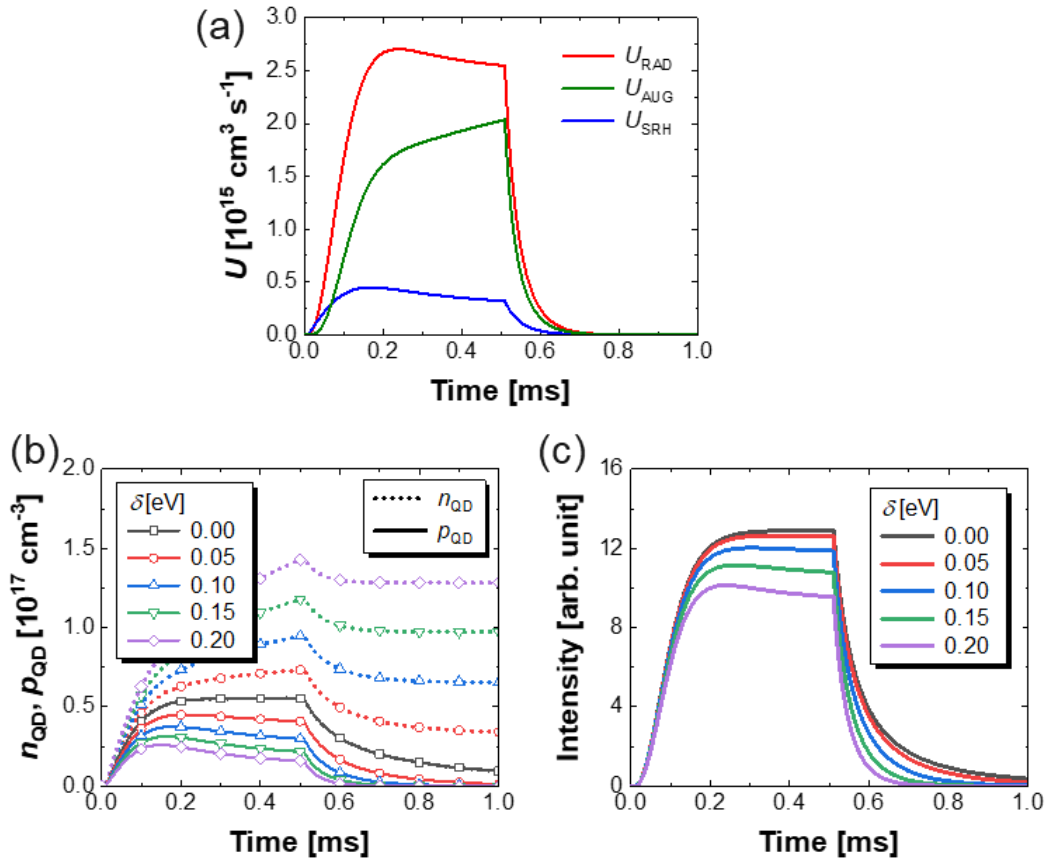 (a)
3.0
2.5
2.0
1.5
1.0
0.5
0.0
U [10¹⁵ cm³ s⁻¹]
U_RAD
U_AUG
U_SRH
0.0 0.2 0.4 0.6 0.8 1.0
Time [ms]
(b)
2.0
1.5
1.0
0.5
0.0
n_QD, p_QD [10¹⁷ cm⁻³]
δ [eV]
0.00
0.05
0.10
0.15
0.20
n_QD
p_QD
0.0 0.2 0.4 0.6 0.8 1.0
Time [ms]
(c)
16
12
8
4
0
Intensity [arb. unit]
δ [eV]
0.00
0.05
0.10
0.15
0.20
0.0 0.2 0.4 0.6 0.8 1.0
Time [ms]